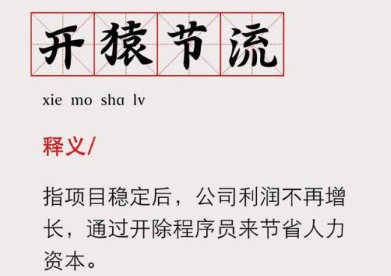 开猿节流
xie mo sha lv
释义/
指项目稳定后，公司利润不再增
长，通过开除程序员来节省人力
资本。